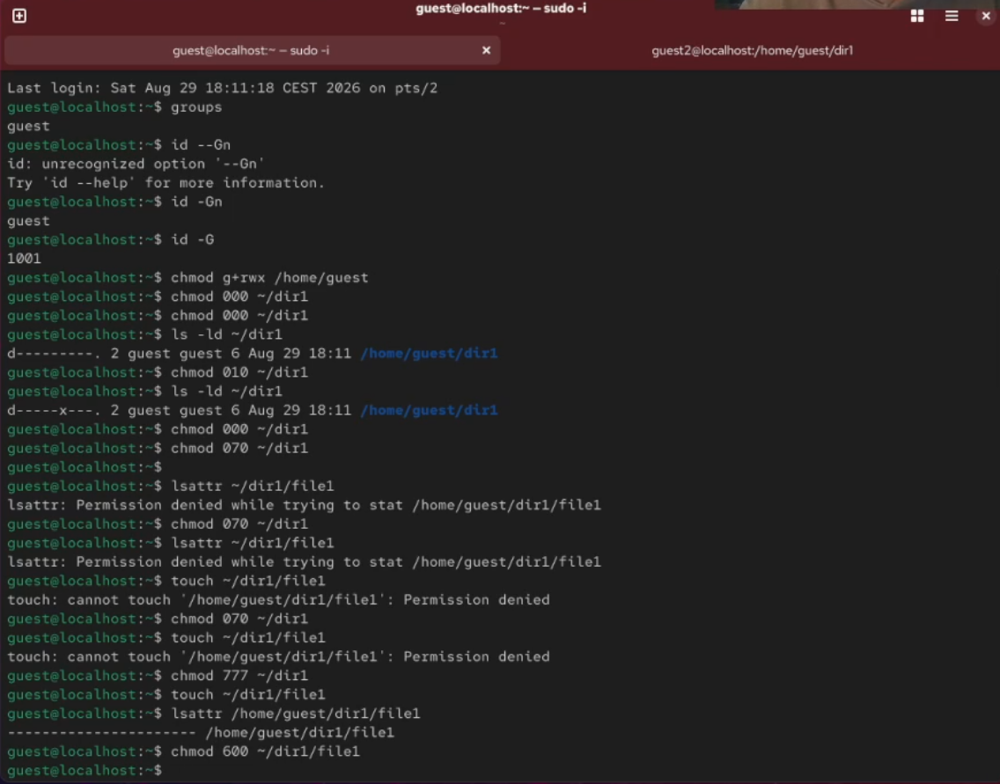 guest@localhost:~ — sudo -i
~
guest@localhost:~ — sudo -i
guest2@localhost:/home/guest/dir1
Last login: Sat Aug 29 18:11:18 CEST 2026 on pts/2
guest@localhost:~$ groups
guest
guest@localhost:~$ id --Gn
id: unrecognized option '--Gn'
Try 'id --help' for more information.
guest@localhost:~$ id -Gn
guest
guest@localhost:~$ id -G
1001
guest@localhost:~$ chmod g+rwx /home/guest
guest@localhost:~$ chmod 000 ~/dir1
guest@localhost:~$ chmod 000 ~/dir1
guest@localhost:~$ ls -ld ~/dir1
d---------. 2 guest guest 6 Aug 29 18:11 /home/guest/dir1
guest@localhost:~$ chmod 010 ~/dir1
guest@localhost:~$ ls -ld ~/dir1
d-----x---. 2 guest guest 6 Aug 29 18:11 /home/guest/dir1
guest@localhost:~$ chmod 000 ~/dir1
guest@localhost:~$ chmod 070 ~/dir1
guest@localhost:~$
guest@localhost:~$ lsattr ~/dir1/file1
lsattr: Permission denied while trying to stat /home/guest/dir1/file1
guest@localhost:~$ chmod 070 ~/dir1
guest@localhost:~$ lsattr ~/dir1/file1
lsattr: Permission denied while trying to stat /home/guest/dir1/file1
guest@localhost:~$ touch ~/dir1/file1
touch: cannot touch '/home/guest/dir1/file1': Permission denied
guest@localhost:~$ chmod 070 ~/dir1
guest@localhost:~$ touch ~/dir1/file1
touch: cannot touch '/home/guest/dir1/file1': Permission denied
guest@localhost:~$ chmod 777 ~/dir1
guest@localhost:~$ touch ~/dir1/file1
guest@localhost:~$ lsattr /home/guest/dir1/file1
---------------------- /home/guest/dir1/file1
guest@localhost:~$ chmod 600 ~/dir1/file1
guest@localhost:~$